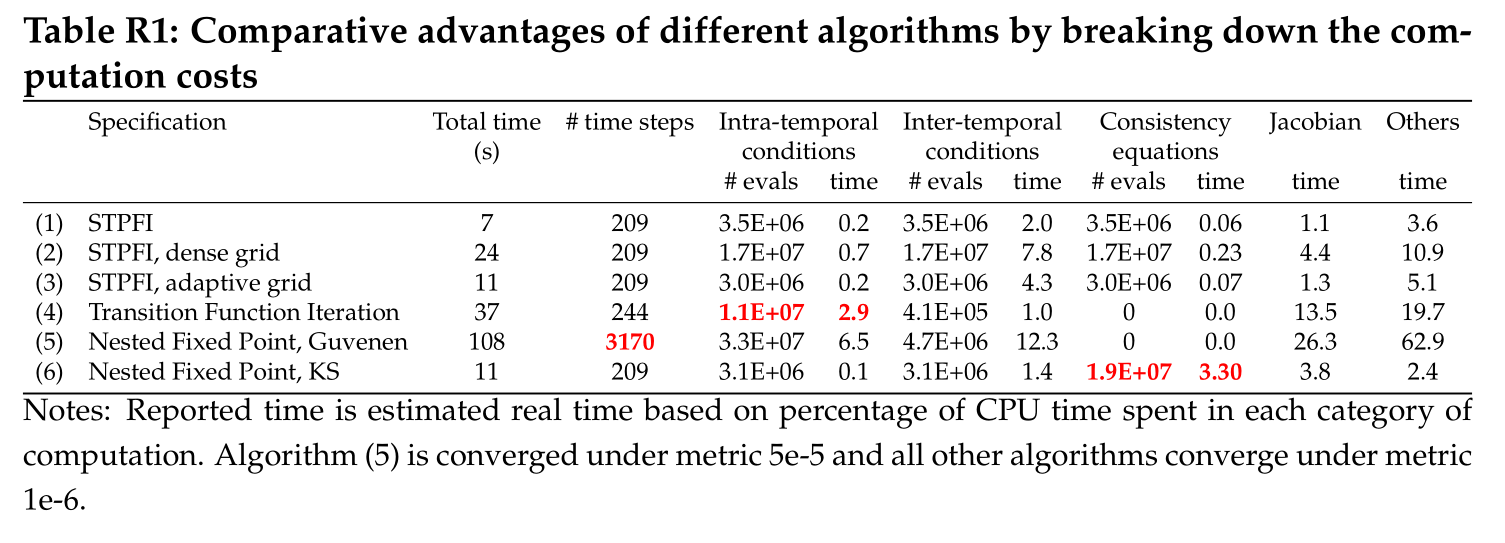 Table R1: Comparative advantages of different algorithms by breaking down the com-
putation costs
Specification Total time # time steps Intra-temporal Inter-temporal Consistency Jacobian Others
(s) conditions conditions equations
# evals time # evals time # evals time time time
(1) STPFI 7 209 3.5E+06 0.2 3.5E+06 2.0 3.5E+06 0.06 1.1 3.6
(2) STPFI, dense grid 24 209 1.7E+07 0.7 1.7E+07 7.8 1.7E+07 0.23 4.4 10.9
(3) STPFI, adaptive grid 11 209 3.0E+06 0.2 3.0E+06 4.3 3.0E+06 0.07 1.3 5.1
(4) Transition Function Iteration 37 244 1.1E+07 2.9 4.1E+05 1.0 0 0.0 13.5 19.7
(5) Nested Fixed Point, Guvenen 108 3170 3.3E+07 6.5 4.7E+06 12.3 0 0.0 26.3 62.9
(6) Nested Fixed Point, KS 11 209 3.1E+06 0.1 3.1E+06 1.4 1.9E+07 3.30 3.8 2.4
Notes: Reported time is estimated real time based on percentage of CPU time spent in each category of
computation. Algorithm (5) is converged under metric 5e-5 and all other algorithms converge under metric
1e-6.